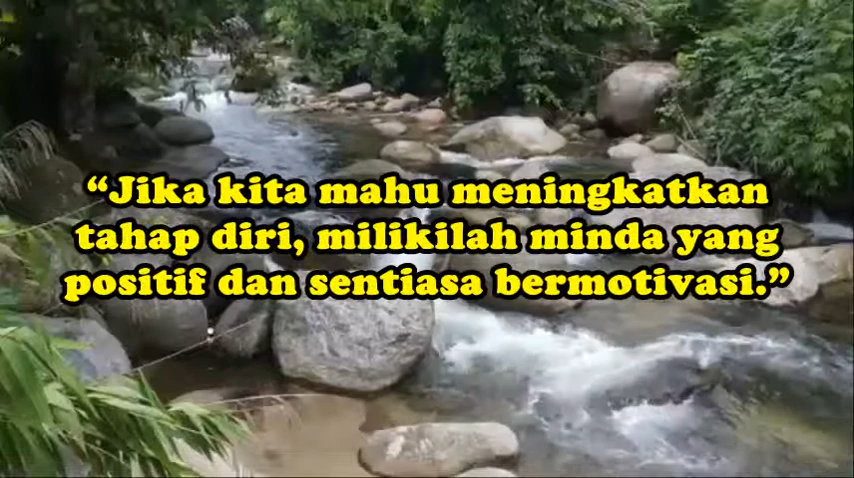 “Jika kita mahu meningkatkan
tahap diri, milikilah minda yang
positif dan sentiasa bermotivasi.”